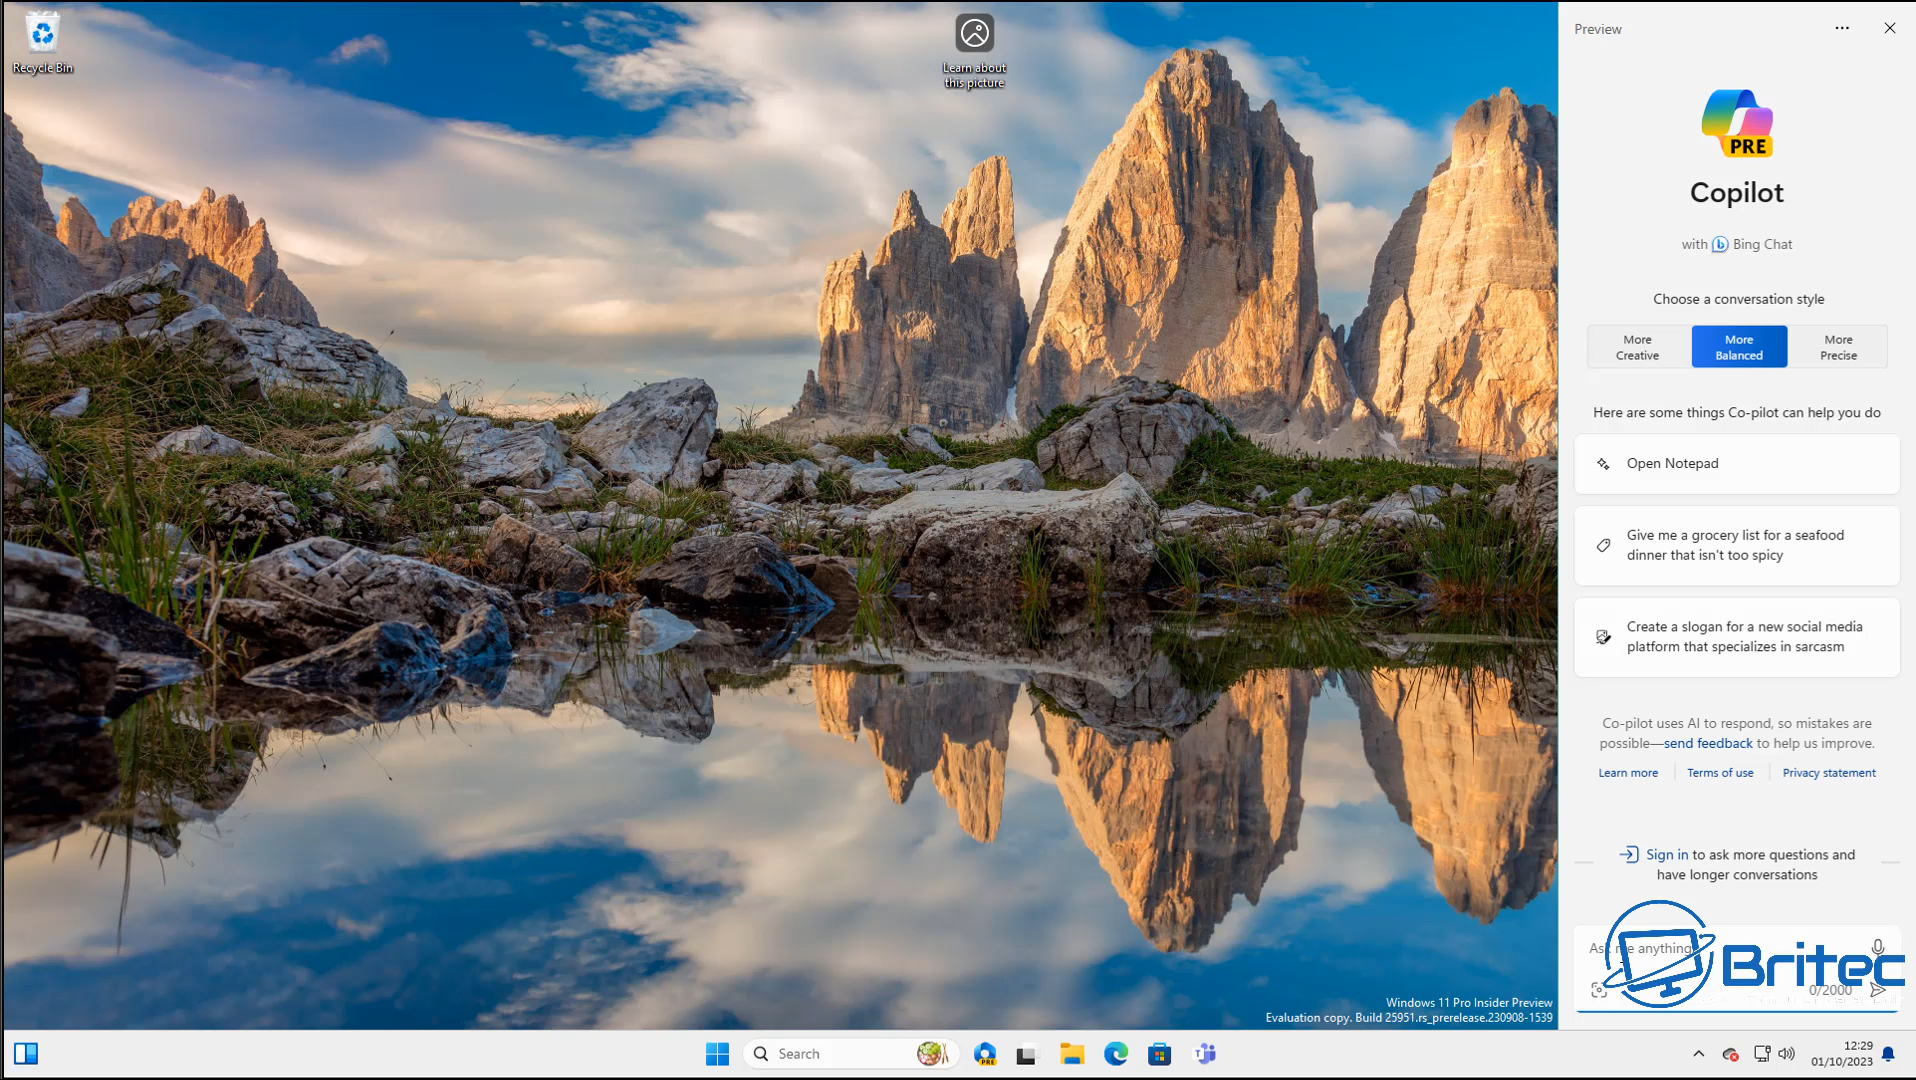 Recycle Bin
Learn about
this picture
Preview
PRE
Copilot
with Bing Chat
Choose a conversation style
More
Creative
More
Balanced
More
Precise
Here are some things Co-pilot can help you do
Open Notepad
Give me a grocery list for a seafood
dinner that isn't too spicy
Create a slogan for a new social media
platform that specializes in sarcasm
Co-pilot uses AI to respond, so mistakes are
possible—send feedback to help us improve.
Learn more
Terms of use
Privacy statement
Sign in to ask more questions and
have longer conversations
Ask me anything
Britec
0/2000
Windows 11 Pro Insider Preview
Evaluation copy. Build 25951.rs_prerelease.230908-1539
Search
PRE
12:29
01/10/2023